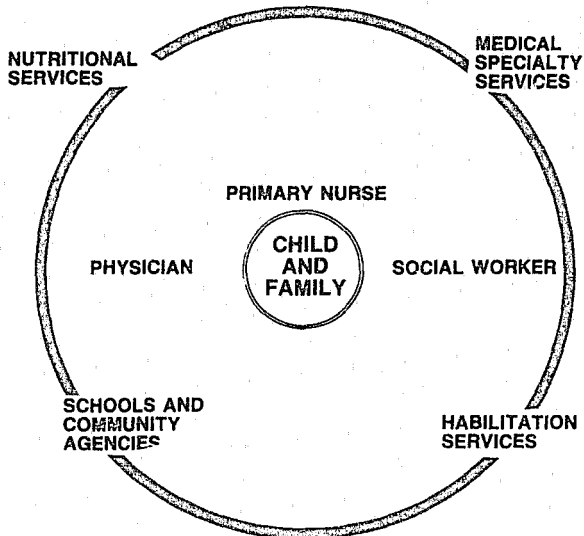 NUTRITIONAL
SERVICES
MEDICAL
SPECIALTY
SERVICES
PRIMARY NURSE
CHILD
AND
FAMILY
PHYSICIAN
SOCIAL WORKER
SCHOOLS AND
COMMUNITY
AGENCIES
HABILITATION
SERVICES